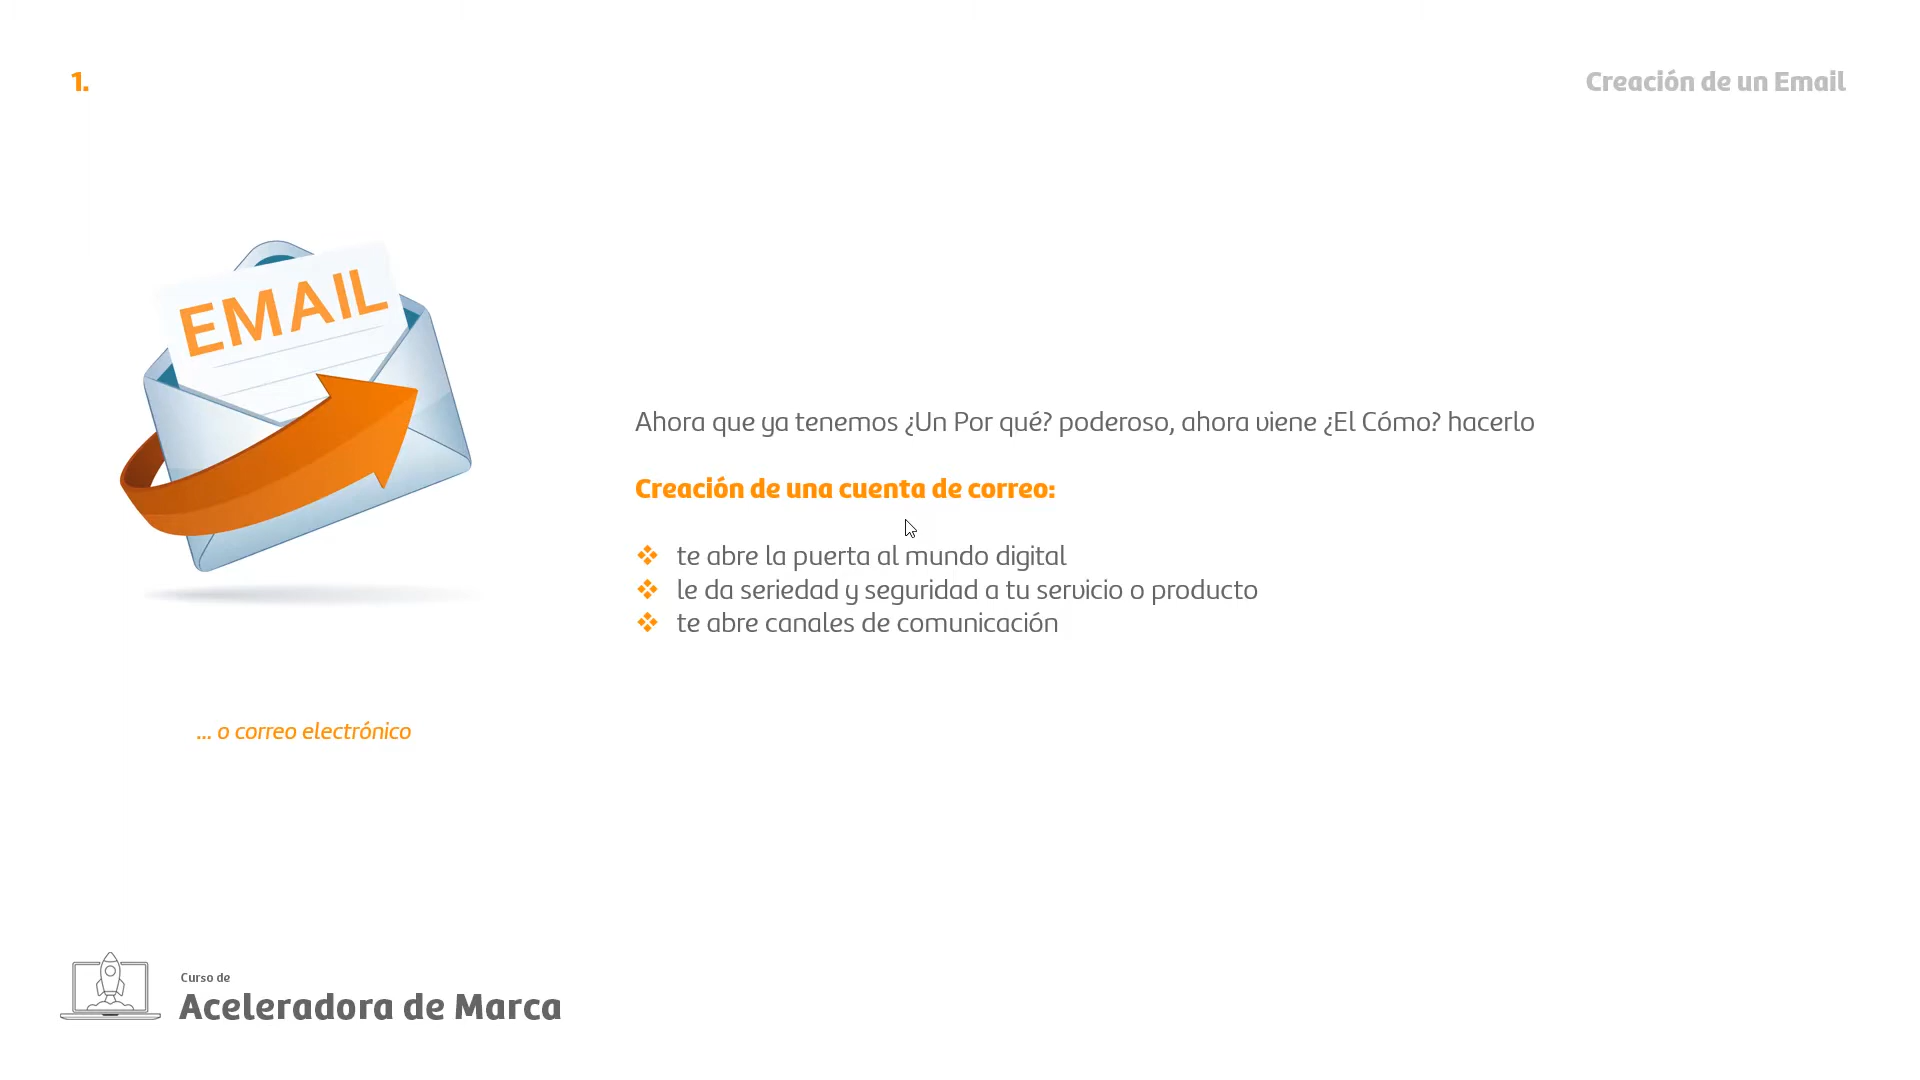 1.
Creación de un Email
EMAIL
Ahora que ya tenemos ¿Un Por qué? poderoso, ahora viene ¿El Cómo? hacerlo
Creación de una cuenta de correo:
❖ te abre la puerta al mundo digital
❖ le da seriedad y seguridad a tu servicio o producto
❖ te abre canales de comunicación
... o correo electrónico
Curso de
Aceleradora de Marca